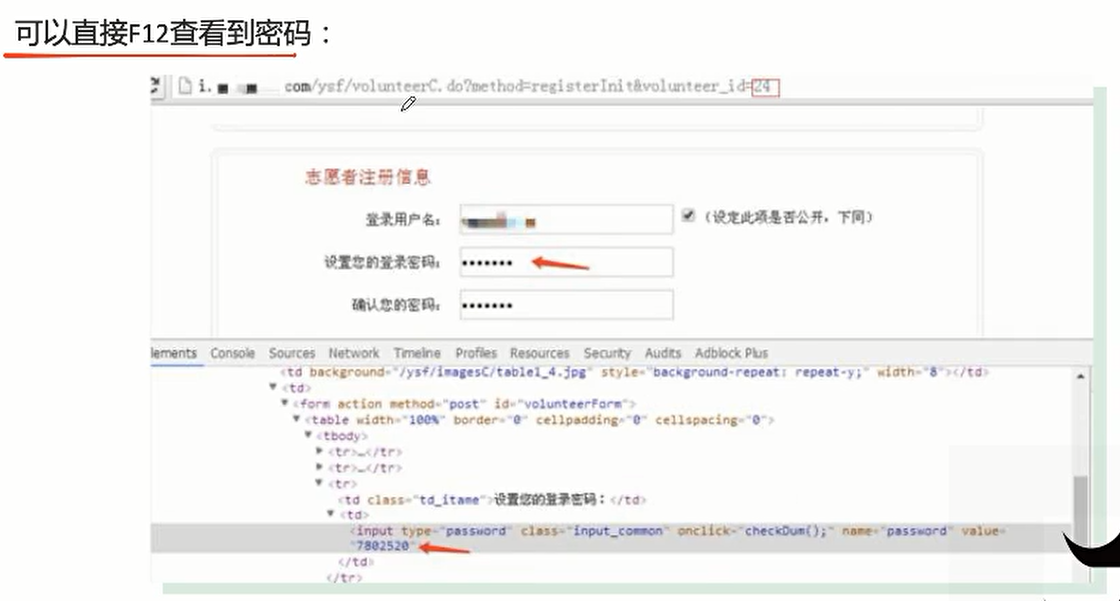 可以直接F12查看到密码：
i. com/ysf/volunteerC.do?method=registerInit&volunteer_id=24
志愿者注册信息
登录用户名: (设定此项是否公开，下同)
设置您的登录密码: •••••••
确认您的密码: •••••••
lements Console Sources Network Timeline Profiles Resources Security Audits Adblock Plus
<td background="/ysf/imagesC/table1_4.jpg" style="background-repeat: repeat-y;" width="8"></td>
▼<td>
▼<form action method="post" id="volunteerForm">
▼<table width="100%" border="0" cellpadding="0" cellspacing="0">
▼<tbody>
▶<tr>…</tr>
▶<tr>…</tr>
▼<tr>
<td class="td_itame">设置您的登录密码：</td>
▼<td>
<input type="password" class="input_common" onclick="checkDum();" name="password" value=
"7802520"
</td>
</tr>